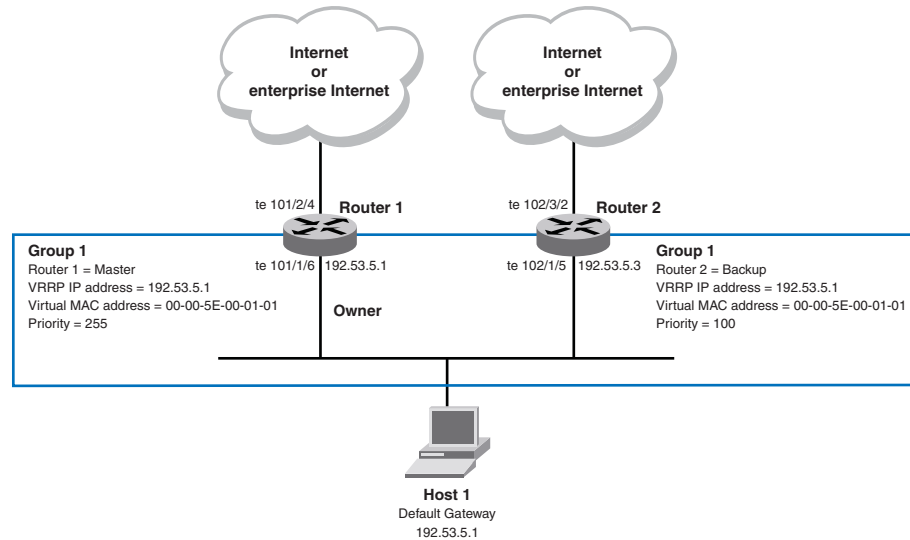 Internet
or
enterprise Internet
Internet
or
enterprise Internet
te 101/2/4
Router 1
te 102/3/2
Router 2
te 101/1/6
192.53.5.1
te 102/1/5
192.53.5.3
Group 1
Router 1 = Master
VRRP IP address = 192.53.5.1
Virtual MAC address = 00-00-5E-00-01-01
Priority = 255
Owner
Group 1
Router 2 = Backup
VRRP IP address = 192.53.5.1
Virtual MAC address = 00-00-5E-00-01-01
Priority = 100
Host 1
Default Gateway
192.53.5.1